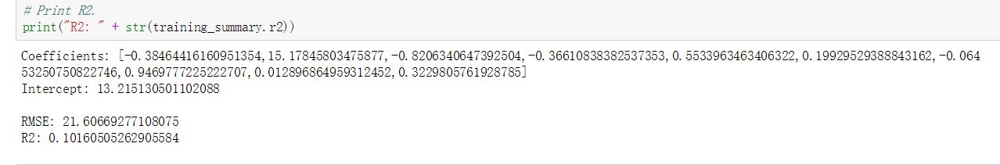 # Print R2.
print("R2: " + str(training_summary.r2))
Coefficients: [-0.38464416160951354,15.17845803475877,-0.8206340647392504,-0.36610838382537353,0.5533963463406322,0.19929529388843162,-0.064
53250750822746,0.9469777225222707,0.012896864959312452,0.3229805761928785]
Intercept: 13.215130501102088
RMSE: 21.60669277108075
R2: 0.10160505262905584